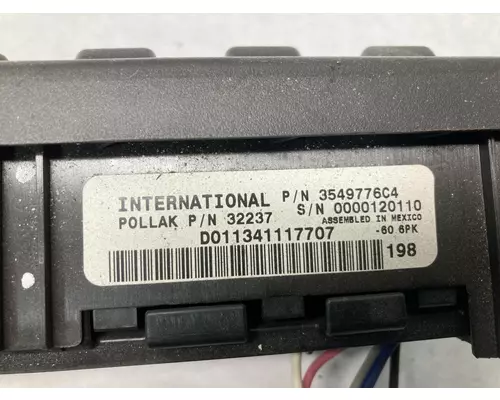 INTERNATIONAL P/N 3549776C4
POLLAK P/N 32237 S/N 0000120110
ASSEMBLED IN MEXICO
D011341117707 -60 6PK
198